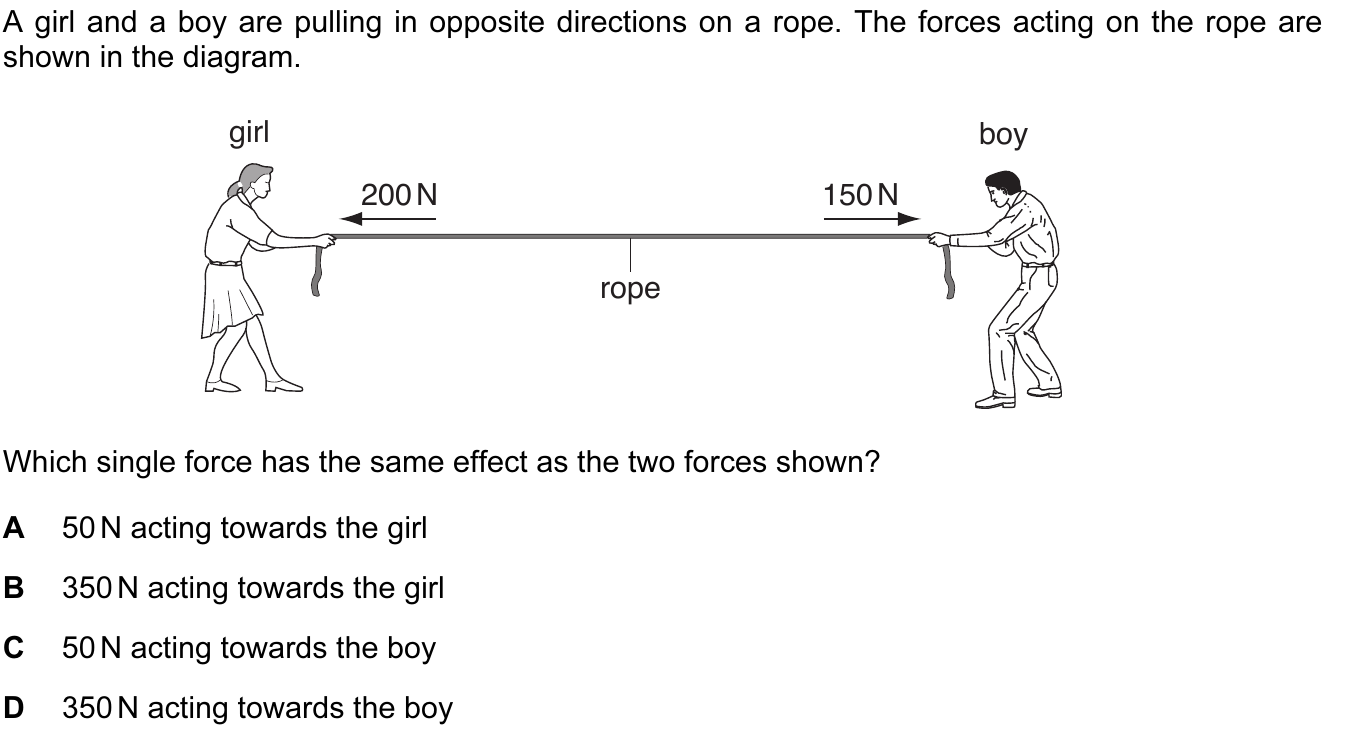 A girl and a boy are pulling in opposite directions on a rope. The forces acting on the rope are
shown in the diagram.
girl
boy
200 N
150 N
rope
Which single force has the same effect as the two forces shown?
A 50 N acting towards the girl
B 350 N acting towards the girl
C 50 N acting towards the boy
D 350 N acting towards the boy